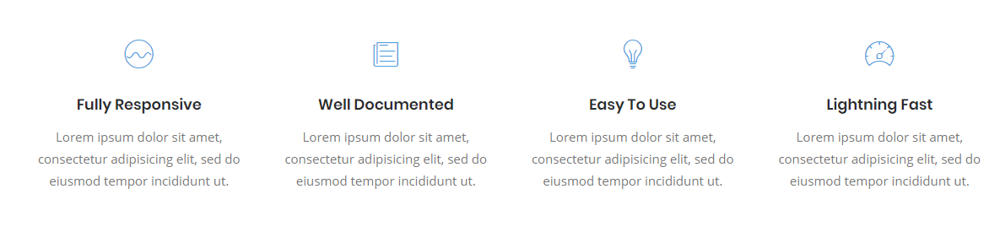 Fully Responsive
Lorem ipsum dolor sit amet,
consectetur adipisicing elit, sed do
eiusmod tempor incididunt ut.
Well Documented
Lorem ipsum dolor sit amet,
consectetur adipisicing elit, sed do
eiusmod tempor incididunt ut.
Easy To Use
Lorem ipsum dolor sit amet,
consectetur adipisicing elit, sed do
eiusmod tempor incididunt ut.
Lightning Fast
Lorem ipsum dolor sit amet,
consectetur adipisicing elit, sed do
eiusmod tempor incididunt ut.